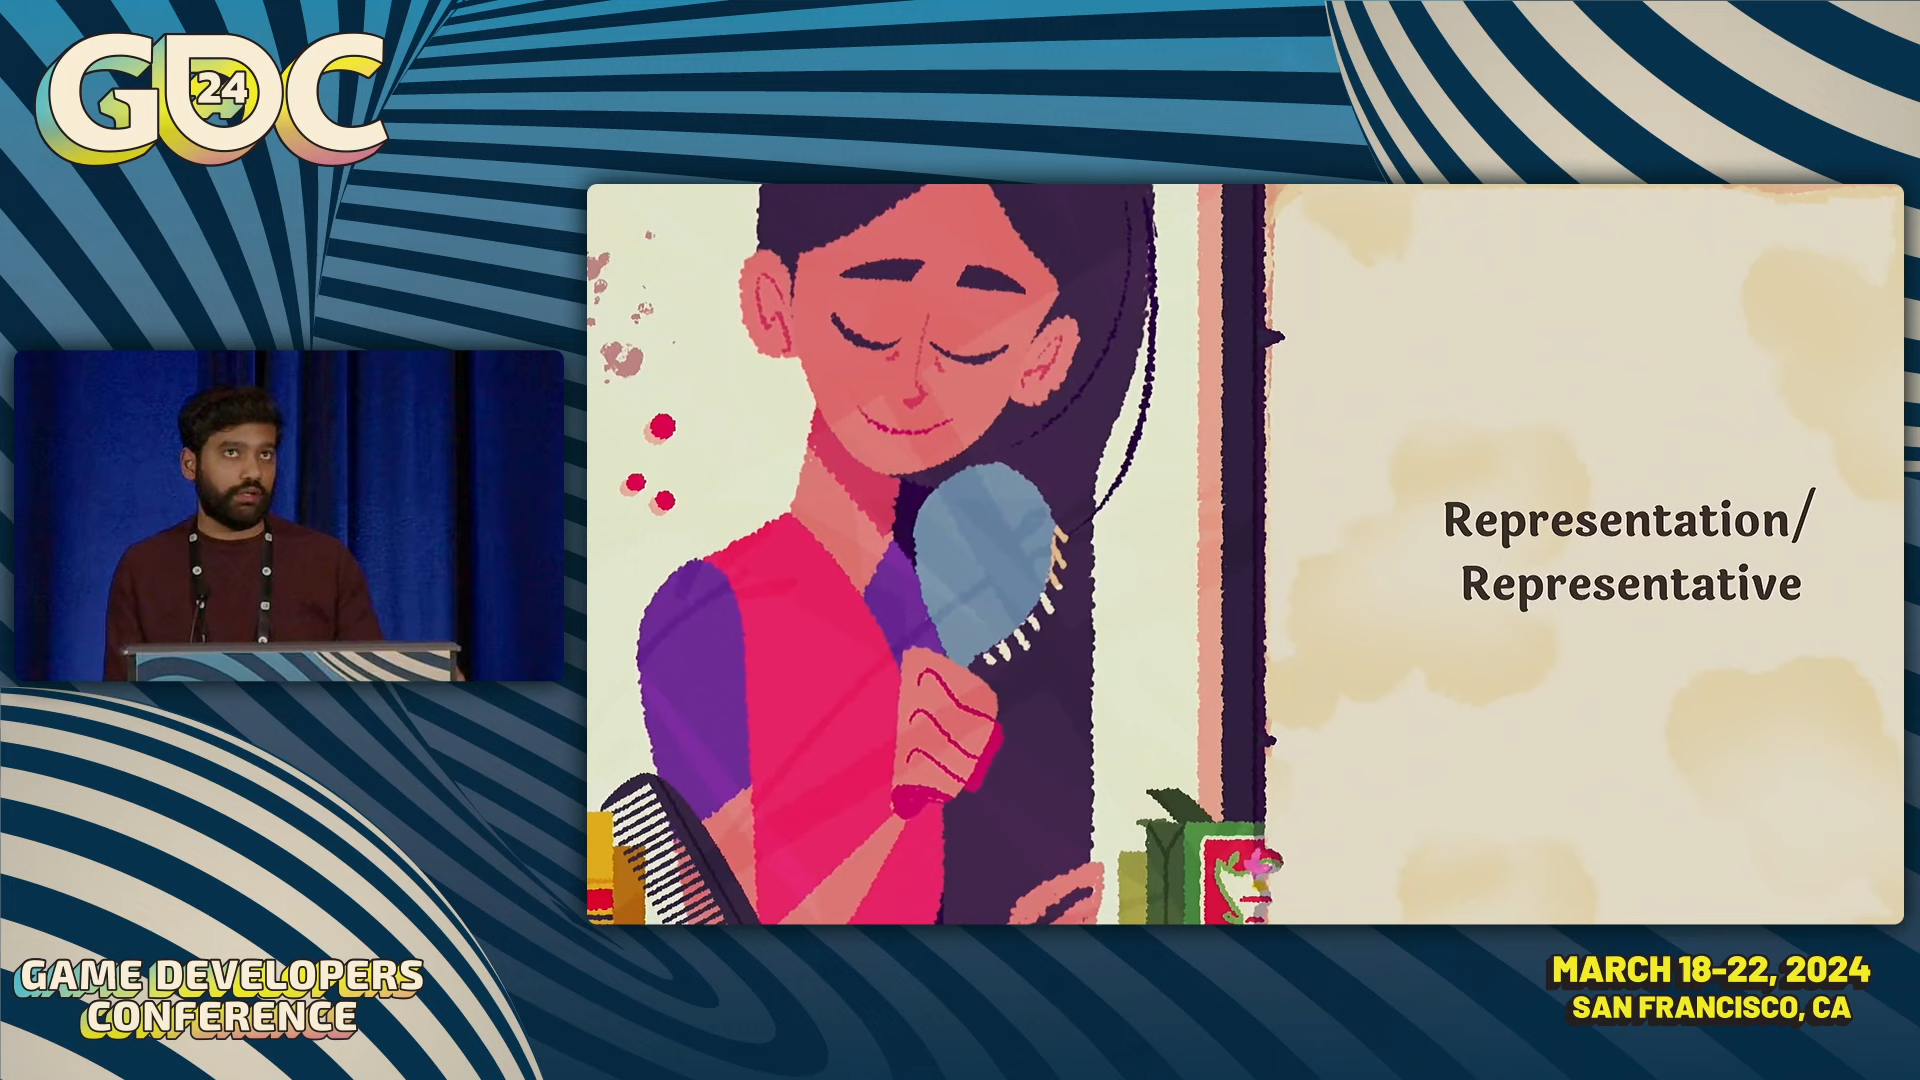 GDC
24
Representation/
Representative
GAME DEVELOPERS
CONFERENCE
MARCH 18-22, 2024
SAN FRANCISCO, CA